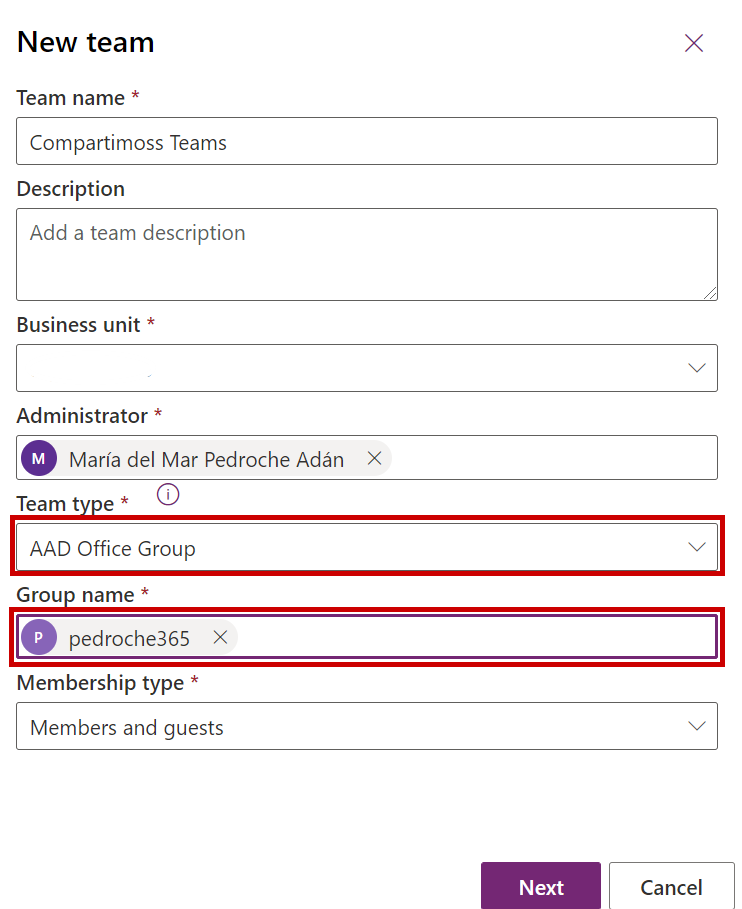 New team
Team name *
Compartimoss Teams
Description
Add a team description
Business unit *
Administrator *
M María del Mar Pedroche Adán
Team type *
AAD Office Group
Group name *
P pedroche365
Membership type *
Members and guests
Next Cancel